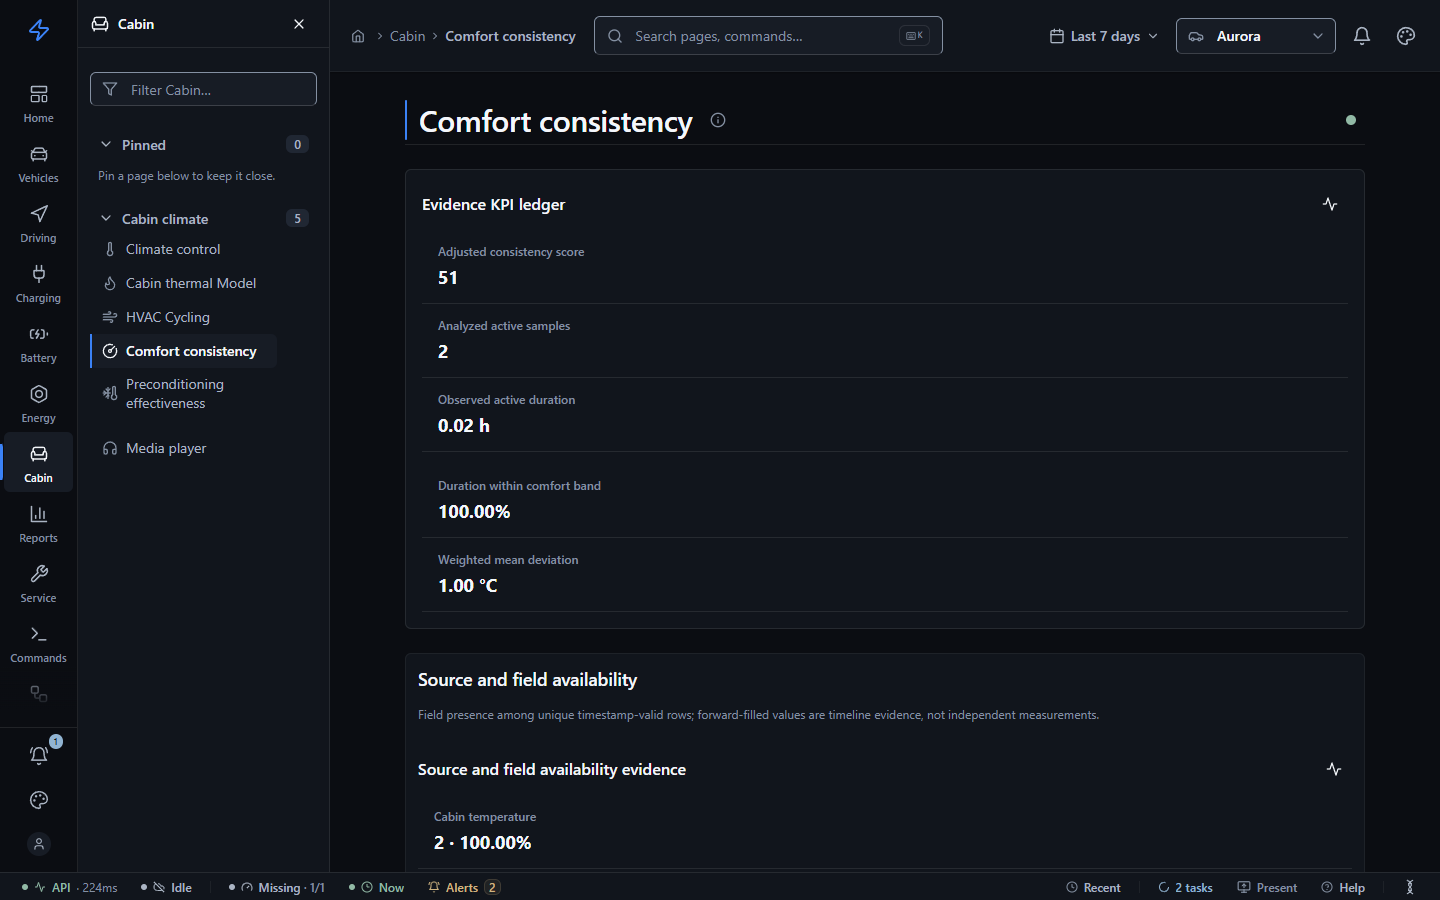 Home
Vehicles
Driving
Charging
Battery
Energy
Cabin
Reports
Service
Commands
1
Cabin
Filter Cabin...
Pinned 0
Pin a page below to keep it close.
Cabin climate 5
Climate control
Cabin thermal Model
HVAC Cycling
Comfort consistency
Preconditioning
effectiveness
Media player
Cabin Comfort consistency
Search pages, commands... K
Last 7 days
Aurora
Comfort consistency
Evidence KPI ledger
Adjusted consistency score
51
Analyzed active samples
2
Observed active duration
0.02 h
Duration within comfort band
100.00%
Weighted mean deviation
1.00 °C
Source and field availability
Field presence among unique timestamp-valid rows; forward-filled values are timeline evidence, not independent measurements.
Source and field availability evidence
Cabin temperature
2 · 100.00%
API · 224ms Idle Missing · 1/1 Now Alerts 2 Recent 2 tasks Present Help